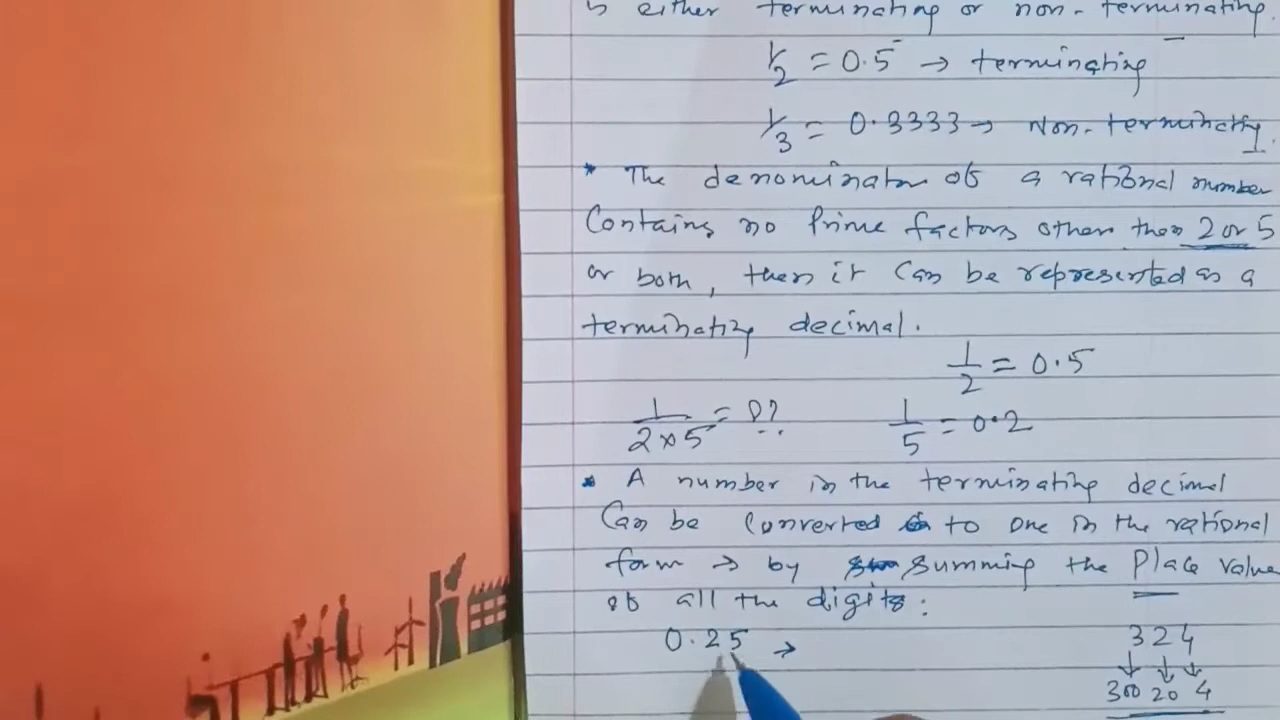 is either terminating or non-terminating.
1/2 = 0.5 → terminating
1/3 = 0.3333 → Non-terminating.
* The denominator of a rational number
Contains no Prime factors other than 2 or 5
or both, then it can be represented as a
terminating decimal.
1/2 = 0.5
1/2×5 = ?? 1/5 = 0.2
* A number in the terminating decimal
Can be converted to one in the rational
form → by summing the Place value
of all the digits:
0.25 → 324
↓ ↓ ↓
300 20 4